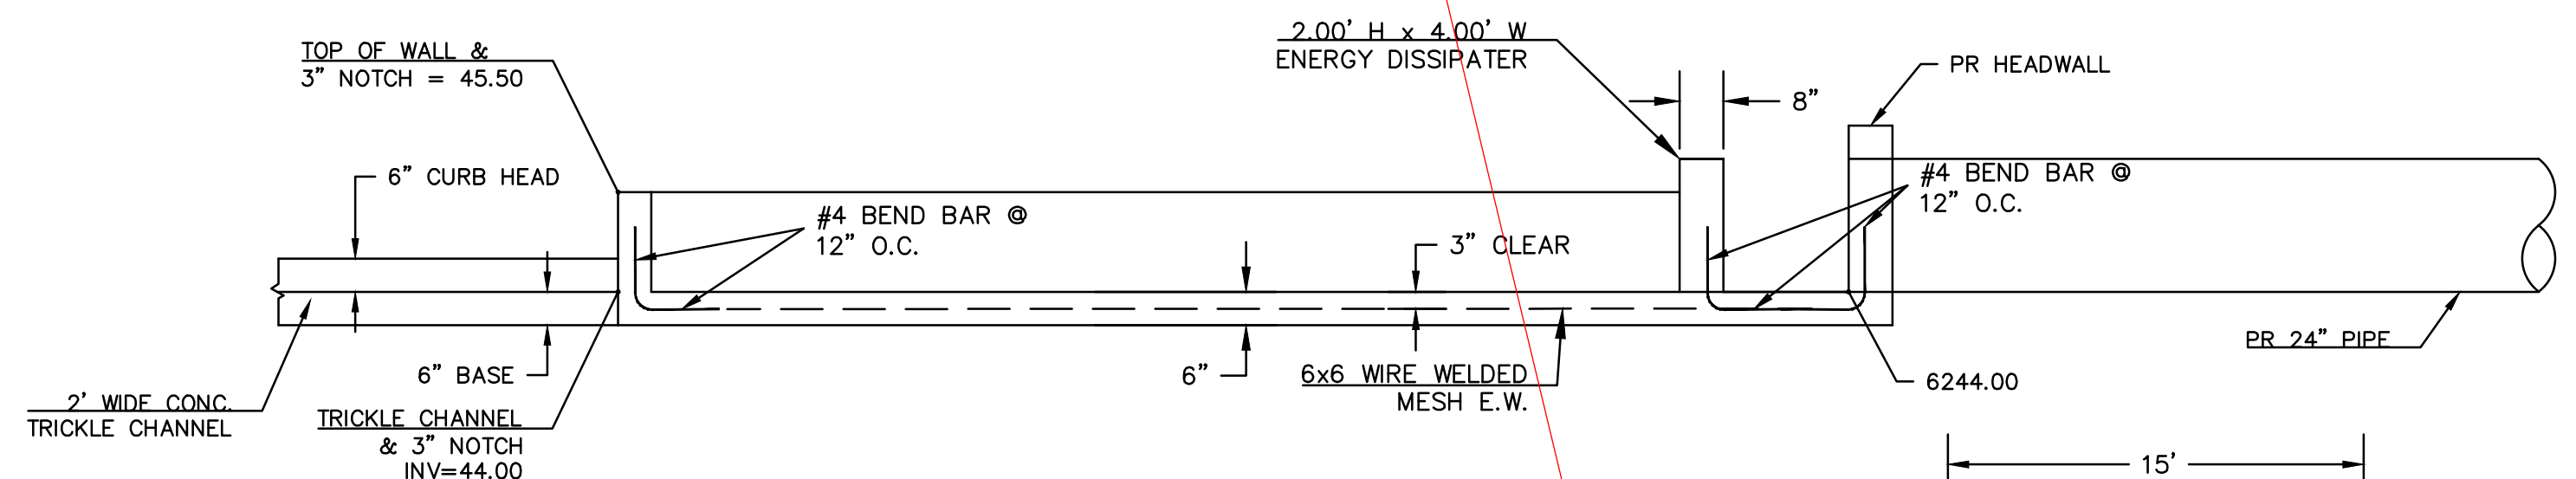 TOP OF WALL &
3" NOTCH = 45.50
2.00' H x 4.00' W
ENERGY DISSIPATER
PR HEADWALL
8"
6" CURB HEAD
#4 BEND BAR @
12" O.C.
#4 BEND BAR @
12" O.C.
3" CLEAR
6" BASE
6"
6x6 WIRE WELDED
MESH E.W.
PR 24" PIPE
6244.00
2' WIDE CONC.
TRICKLE CHANNEL
TRICKLE CHANNEL
& 3" NOTCH
INV=44.00
15'